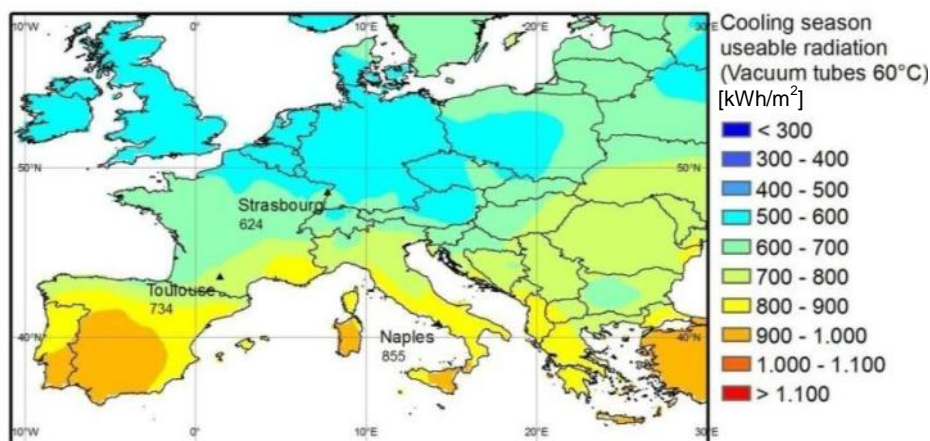 10°W 0° 10°E 20°E 30°E
Cooling season
useable radiation
(Vacuum tubes 60°C)
[kWh/m²]
< 300
300 - 400
400 - 500
500 - 600
600 - 700
700 - 800
800 - 900
900 - 1.000
1.000 - 1.100
> 1.100
50°N 50°N
Strasbourg
624
Toulouse
734
40°N 40°N
Naples
855
10°W 0° 10°E 20°E 30°E